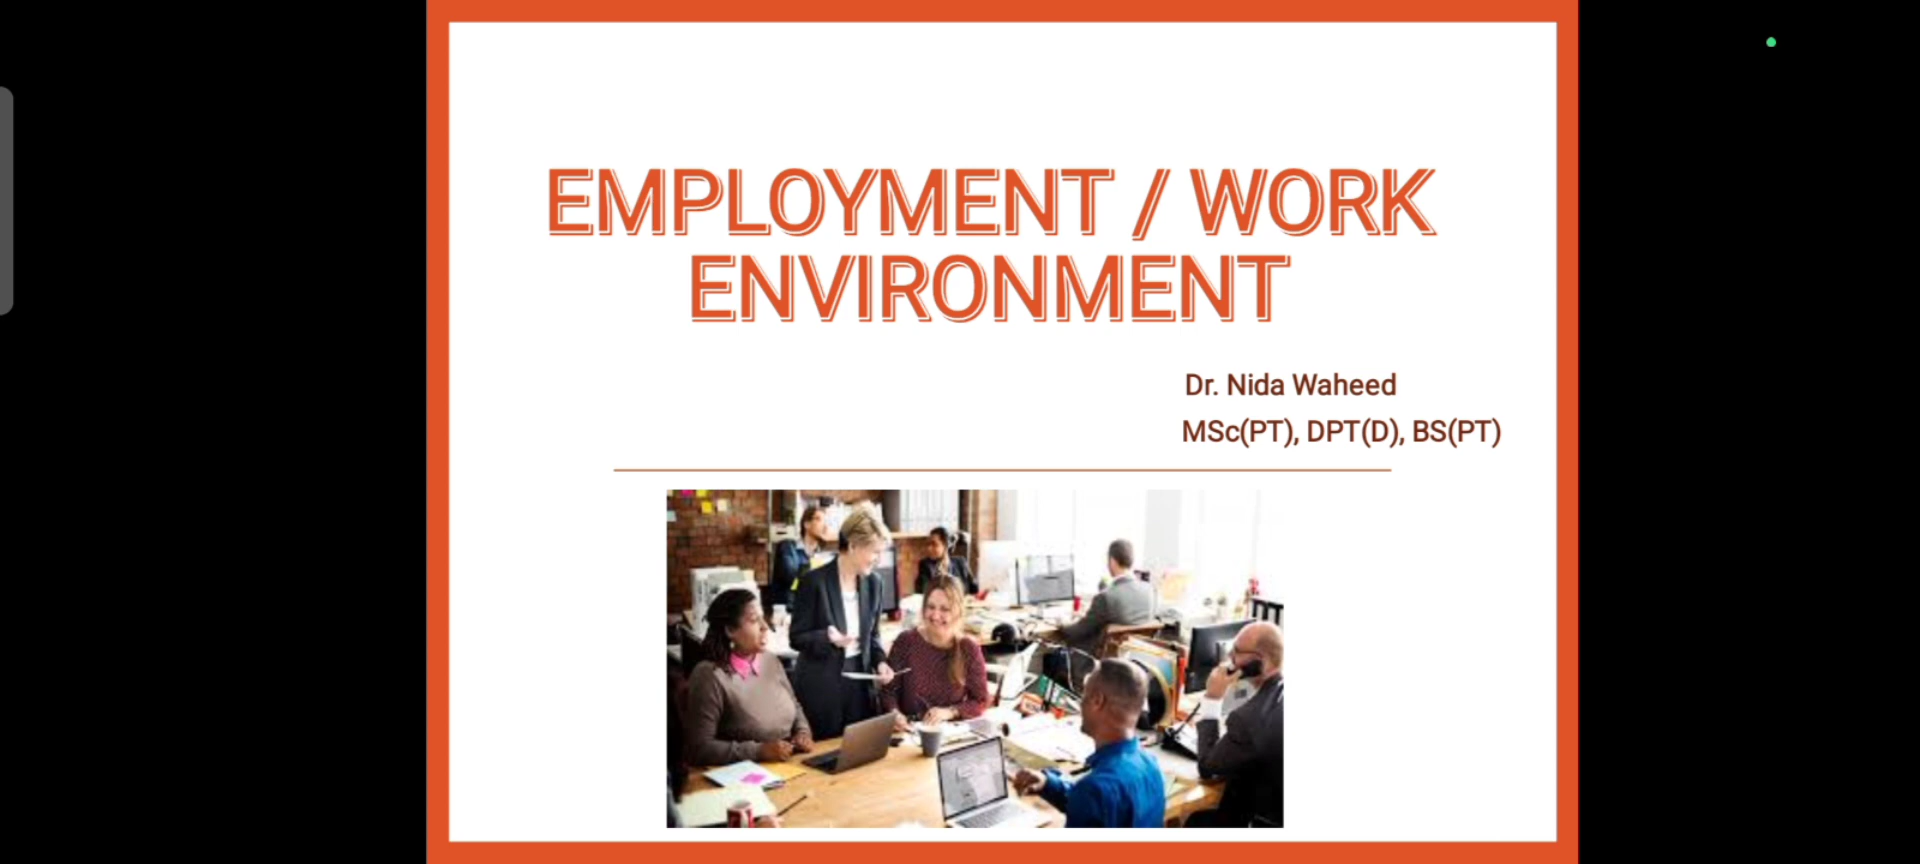 EMPLOYMENT / WORK
ENVIRONMENT
Dr. Nida Waheed
MSc(PT), DPT(D), BS(PT)